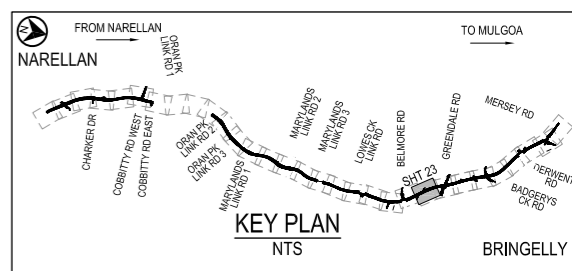 FROM NARELLAN
NARELLAN
TO MULGOA
ORAN PK
LINK RD 1
CHARKER DR
COBBITTY RD WEST
COBBITTY RD EAST
ORAN PK
LINK RD 2
ORAN PK
LINK RD 3
MARYLANDS
LINK RD 1
MARYLANDS
LINK RD 2
MARYLANDS
LINK RD 3
LOWES CK
LINK RD
BELMORE RD
SHT 23
GREENDALE RD
MERSEY RD
DERWENT
RD
BADGERYS
CK RD
KEY PLAN
NTS
BRINGELLY